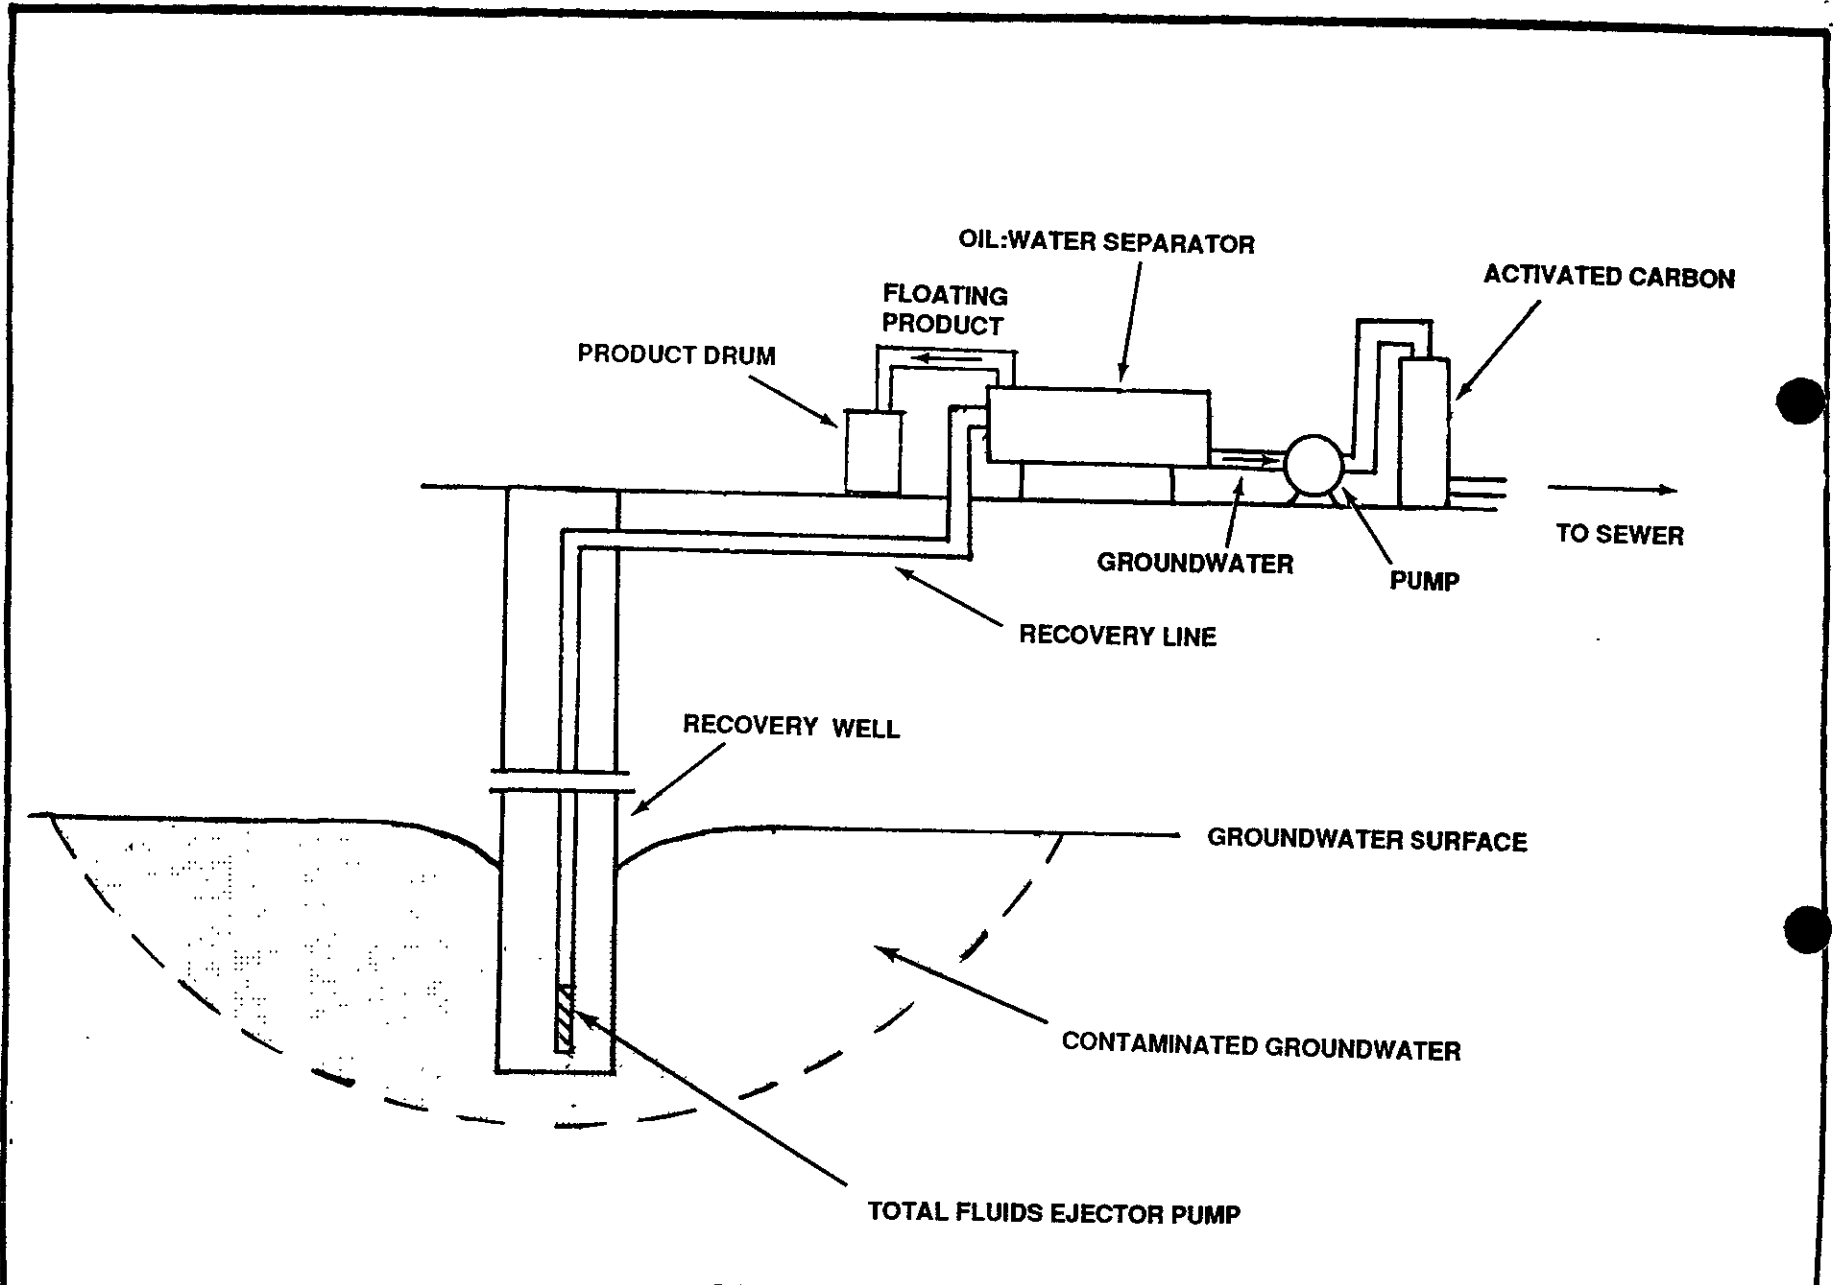 OIL:WATER SEPARATOR
ACTIVATED CARBON
FLOATING
PRODUCT
PRODUCT DRUM
TO SEWER
GROUNDWATER
PUMP
RECOVERY LINE
RECOVERY WELL
GROUNDWATER SURFACE
CONTAMINATED GROUNDWATER
TOTAL FLUIDS EJECTOR PUMP